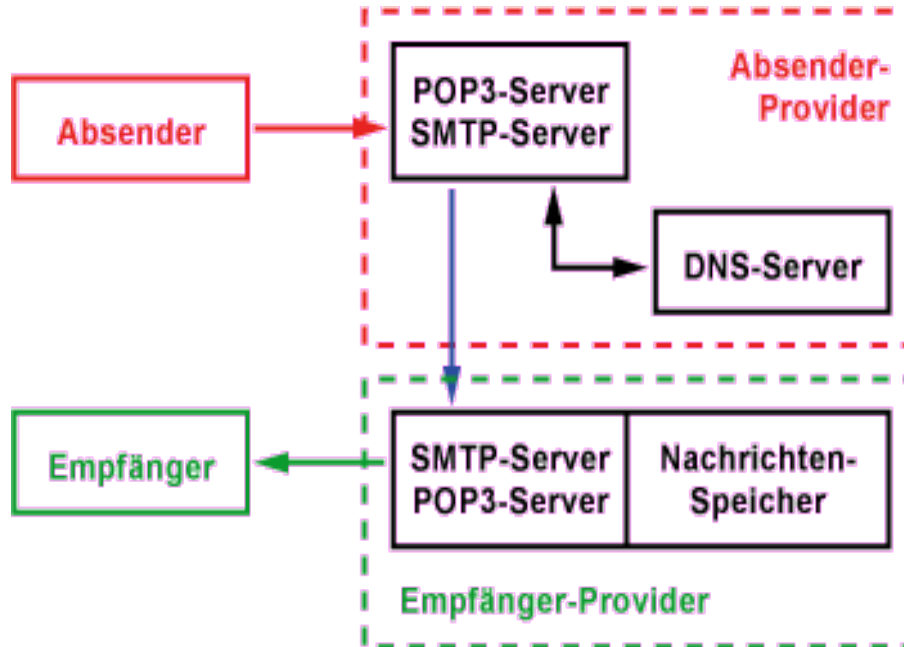 Absender
POP3-Server
SMTP-Server
Absender-
Provider
DNS-Server
Empfänger
SMTP-Server
POP3-Server
Nachrichten-
Speicher
Empfänger-Provider